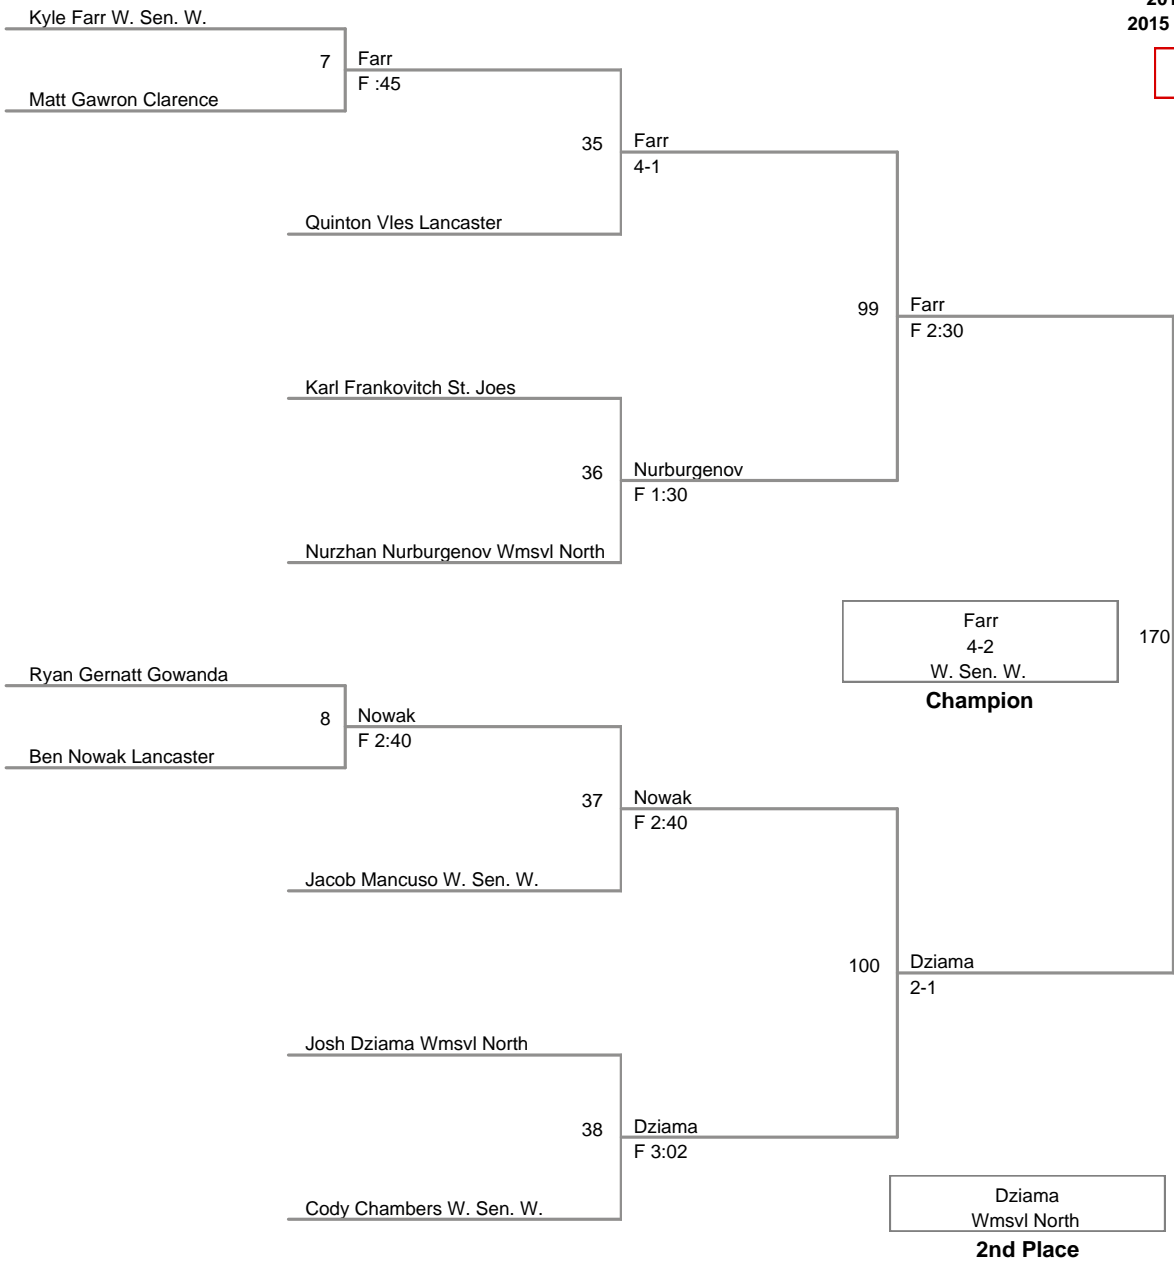 201
2015
Kyle Farr W. Sen. W.
7
Farr
F :45
Matt Gawron Clarence
35
Farr
4-1
Quinton Vles Lancaster
99
Farr
F 2:30
Karl Frankovitch St. Joes
36
Nurburgenov
F 1:30
Nurzhan Nurburgenov Wmsvl North
Farr
4-2
W. Sen. W.
Champion
170
Ryan Gernatt Gowanda
8
Nowak
F 2:40
Ben Nowak Lancaster
37
Nowak
F 2:40
Jacob Mancuso W. Sen. W.
100
Dziama
2-1
Josh Dziama Wmsvl North
38
Dziama
F 3:02
Cody Chambers W. Sen. W.
Dziama
Wmsvl North
2nd Place